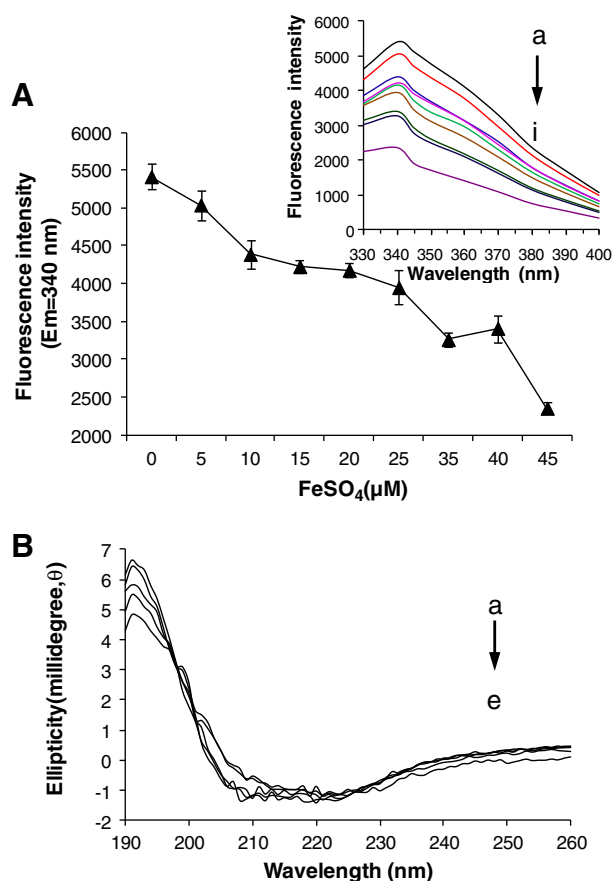 A
Fluorescence intensity
(Em=340 nm)
6000
5500
5000
4500
4000
3500
3000
2500
2000
0 5 10 15 20 25 35 40 45
FeSO4(µM)
Fluorescence intensity
6000
5000
4000
3000
2000
1000
0
a
i
330 340 350 360 370 380 390 400
Wavelength (nm)
B
Ellipticity(millidegree,θ)
7
6
5
4
3
2
1
0
-1
-2
a
e
190 200 210 220 230 240 250 260
Wavelength (nm)